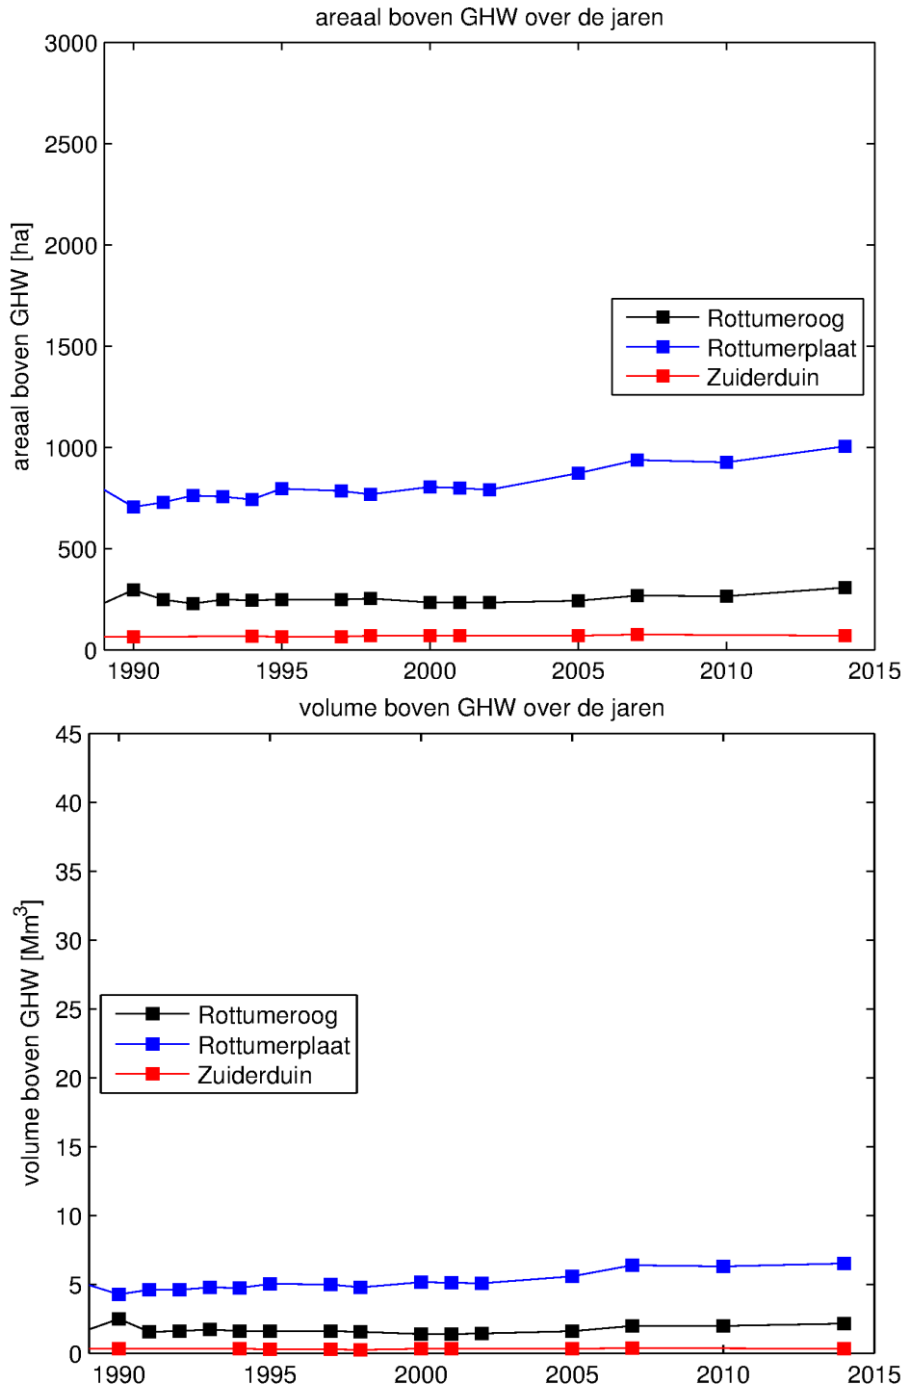 areaal boven GHW over de jaren
3000
2500
2000
1500
1000
500
0
areaal boven GHW [ha]
Rottumeroog
Rottumerplaat
Zuiderduin
1990 1995 2000 2005 2010 2015
volume boven GHW over de jaren
45
40
35
30
25
20
15
10
5
0
volume boven GHW [Mm³]
Rottumeroog
Rottumerplaat
Zuiderduin
1990 1995 2000 2005 2010 2015